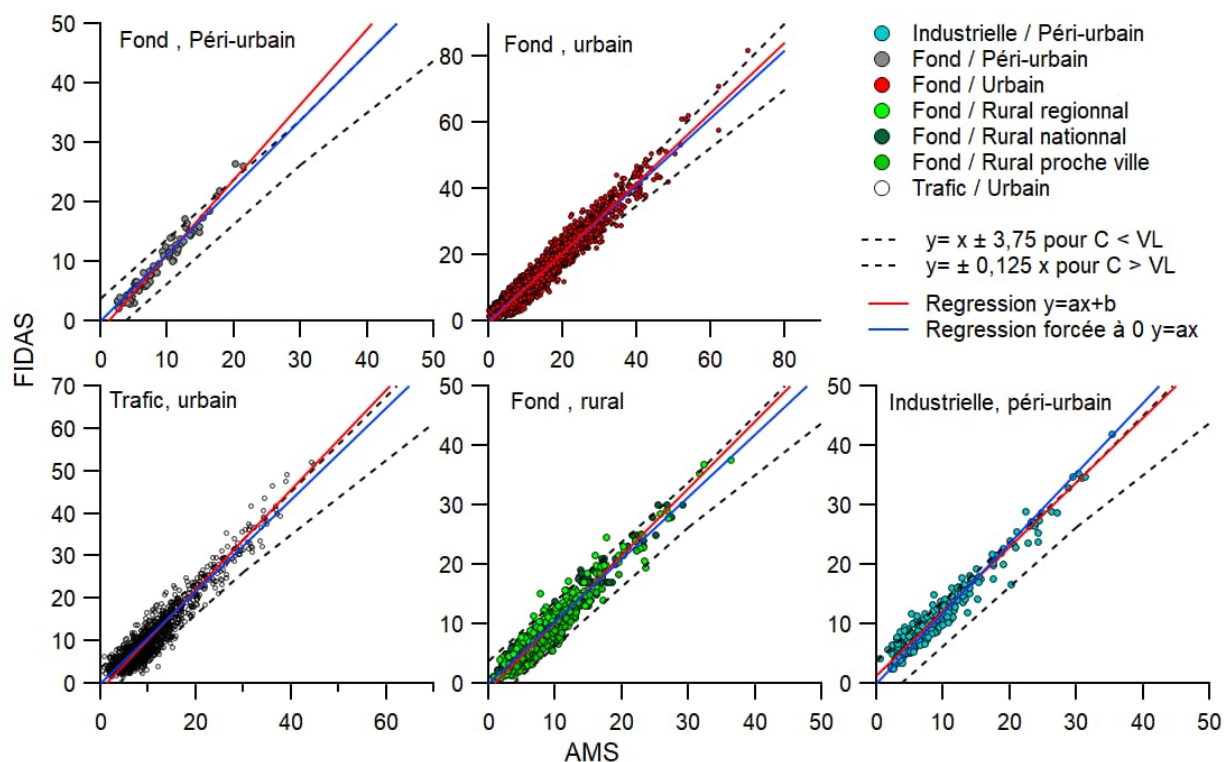 50
40
30
20
10
0
Fond , Péri-urbain
0 10 20 30 40 50
80
60
40
20
0
Fond , urbain
0 20 40 60 80
Industrielle / Péri-urbain
Fond / Péri-urbain
Fond / Urbain
Fond / Rural regionnal
Fond / Rural nationnal
Fond / Rural proche ville
Trafic / Urbain
y= x ± 3,75 pour C < VL
y= ± 0,125 x pour C > VL
Regression y=ax+b
Regression forcée à 0 y=ax
FIDAS
70
60
50
40
30
20
10
0
Trafic, urbain
0 20 40 60
50
40
30
20
10
0
Fond , rural
0 10 20 30 40 50
50
40
30
20
10
0
Industrielle, péri-urbain
0 10 20 30 40 50
AMS